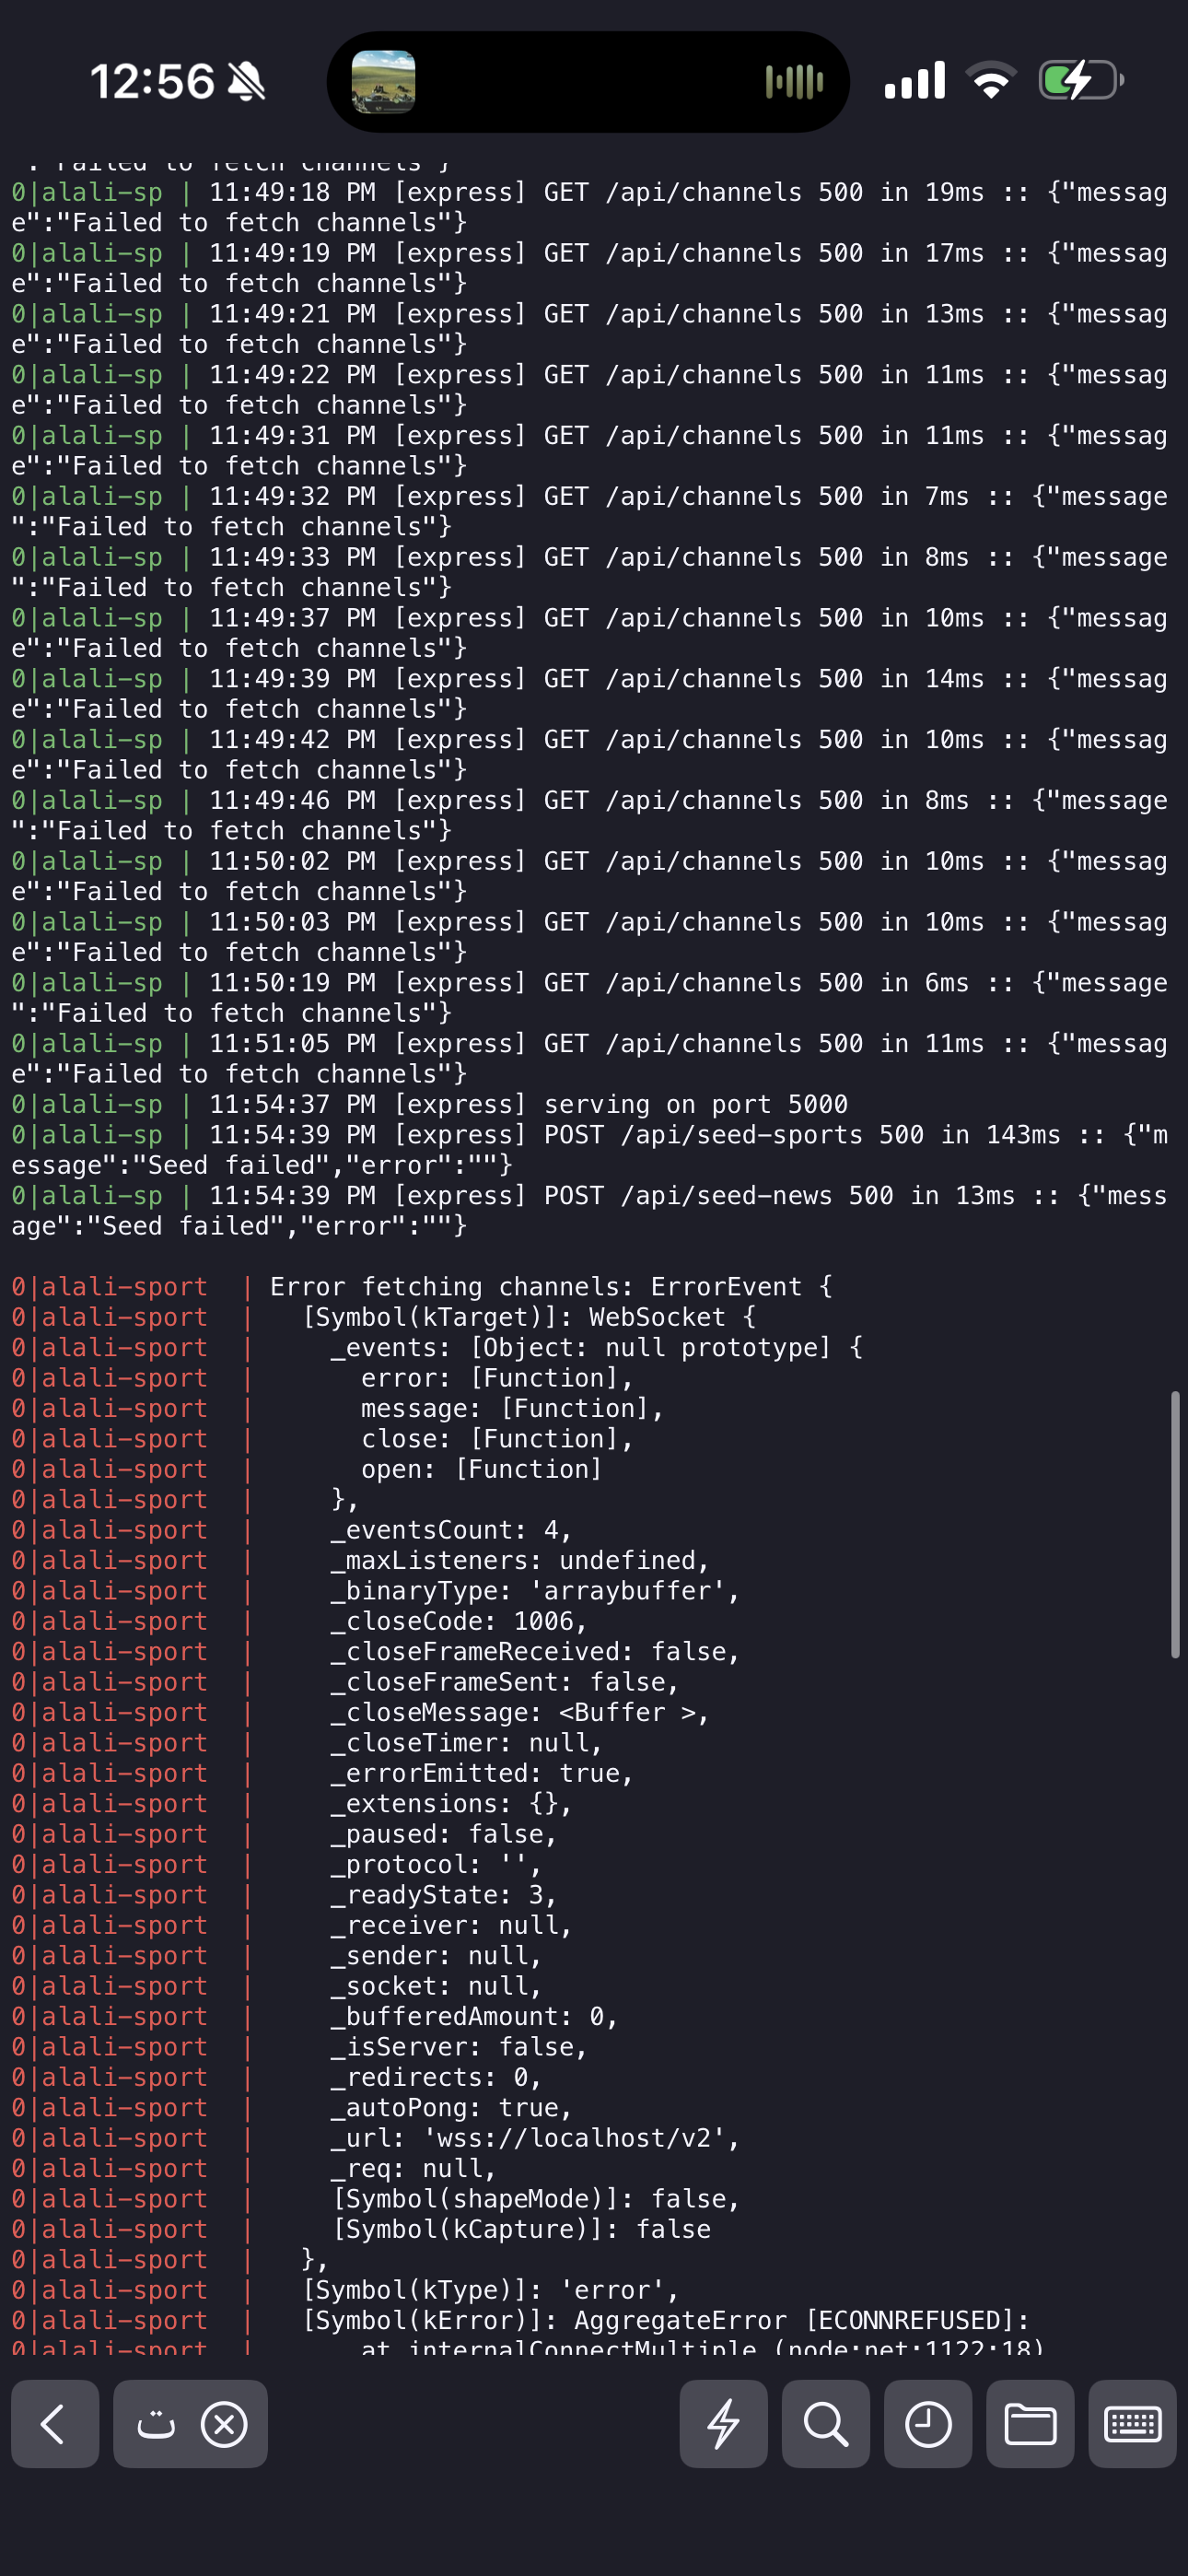 12:56
": "Failed to fetch channels"}
0|alali-sp | 11:49:18 PM [express] GET /api/channels 500 in 19ms :: {"messag
e":"Failed to fetch channels"}
0|alali-sp | 11:49:19 PM [express] GET /api/channels 500 in 17ms :: {"messag
e":"Failed to fetch channels"}
0|alali-sp | 11:49:21 PM [express] GET /api/channels 500 in 13ms :: {"messag
e":"Failed to fetch channels"}
0|alali-sp | 11:49:22 PM [express] GET /api/channels 500 in 11ms :: {"messag
e":"Failed to fetch channels"}
0|alali-sp | 11:49:31 PM [express] GET /api/channels 500 in 11ms :: {"messag
e":"Failed to fetch channels"}
0|alali-sp | 11:49:32 PM [express] GET /api/channels 500 in 7ms :: {"message
":"Failed to fetch channels"}
0|alali-sp | 11:49:33 PM [express] GET /api/channels 500 in 8ms :: {"message
":"Failed to fetch channels"}
0|alali-sp | 11:49:37 PM [express] GET /api/channels 500 in 10ms :: {"messag
e":"Failed to fetch channels"}
0|alali-sp | 11:49:39 PM [express] GET /api/channels 500 in 14ms :: {"messag
e":"Failed to fetch channels"}
0|alali-sp | 11:49:42 PM [express] GET /api/channels 500 in 10ms :: {"messag
e":"Failed to fetch channels"}
0|alali-sp | 11:49:46 PM [express] GET /api/channels 500 in 8ms :: {"message
":"Failed to fetch channels"}
0|alali-sp | 11:50:02 PM [express] GET /api/channels 500 in 10ms :: {"messag
e":"Failed to fetch channels"}
0|alali-sp | 11:50:03 PM [express] GET /api/channels 500 in 10ms :: {"messag
e":"Failed to fetch channels"}
0|alali-sp | 11:50:19 PM [express] GET /api/channels 500 in 6ms :: {"message
":"Failed to fetch channels"}
0|alali-sp | 11:51:05 PM [express] GET /api/channels 500 in 11ms :: {"messag
e":"Failed to fetch channels"}
0|alali-sp | 11:54:37 PM [express] serving on port 5000
0|alali-sp | 11:54:39 PM [express] POST /api/seed-sports 500 in 143ms :: {"m
essage":"Seed failed","error":""}
0|alali-sp | 11:54:39 PM [express] POST /api/seed-news 500 in 13ms :: {"mess
age":"Seed failed","error":""}
0|alali-sport  | Error fetching channels: ErrorEvent {
0|alali-sport  |   [Symbol(kTarget)]: WebSocket {
0|alali-sport  |     _events: [Object: null prototype] {
0|alali-sport  |       error: [Function],
0|alali-sport  |       message: [Function],
0|alali-sport  |       close: [Function],
0|alali-sport  |       open: [Function]
0|alali-sport  |     },
0|alali-sport  |     _eventsCount: 4,
0|alali-sport  |     _maxListeners: undefined,
0|alali-sport  |     _binaryType: 'arraybuffer',
0|alali-sport  |     _closeCode: 1006,
0|alali-sport  |     _closeFrameReceived: false,
0|alali-sport  |     _closeFrameSent: false,
0|alali-sport  |     _closeMessage: <Buffer >,
0|alali-sport  |     _closeTimer: null,
0|alali-sport  |     _errorEmitted: true,
0|alali-sport  |     _extensions: {},
0|alali-sport  |     _paused: false,
0|alali-sport  |     _protocol: '',
0|alali-sport  |     _readyState: 3,
0|alali-sport  |     _receiver: null,
0|alali-sport  |     _sender: null,
0|alali-sport  |     _socket: null,
0|alali-sport  |     _bufferedAmount: 0,
0|alali-sport  |     _isServer: false,
0|alali-sport  |     _redirects: 0,
0|alali-sport  |     _autoPong: true,
0|alali-sport  |     _url: 'wss://localhost/v2',
0|alali-sport  |     _req: null,
0|alali-sport  |     [Symbol(shapeMode)]: false,
0|alali-sport  |     [Symbol(kCapture)]: false
0|alali-sport  |   },
0|alali-sport  |   [Symbol(kType)]: 'error',
0|alali-sport  |   [Symbol(kError)]: AggregateError [ECONNREFUSED]:
0|alali-sport  |       at internalConnectMultiple (node:net:1122:18)
ت